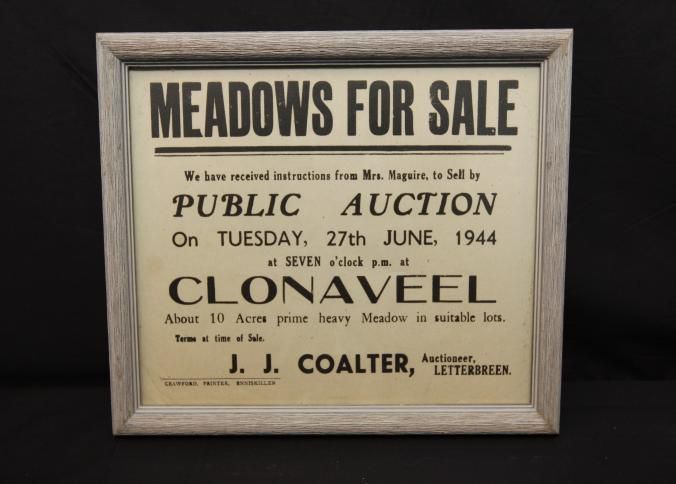 MEADOWS FOR SALE
We have received instructions from Mrs. Maguire, to Sell by
PUBLIC AUCTION
On TUESDAY, 27th JUNE, 1944
at SEVEN o'clock p.m. at
CLONAVEEL
About 10 Acres prime heavy Meadow in suitable lots.
Terms at time of Sale.
J. J. COALTER, Auctioneer,
LETTERBREEN.
CRAWFORD, PRINTER, ENNISKILLEN